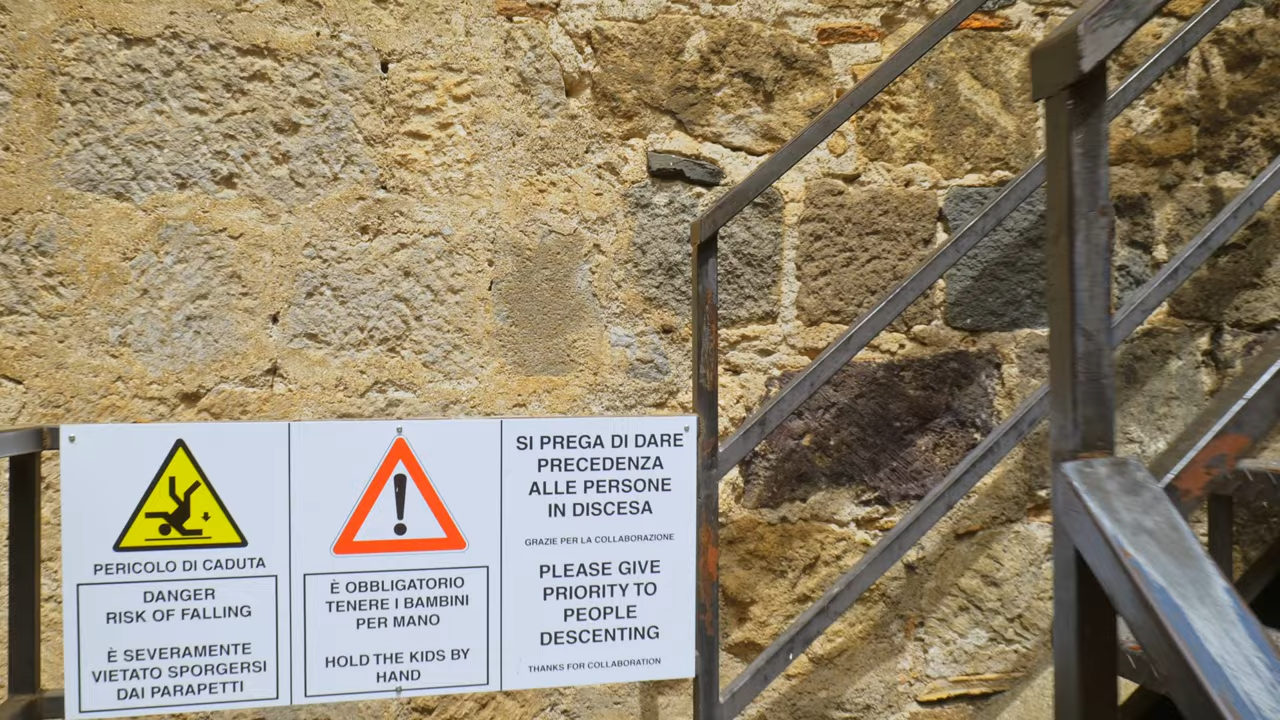 PERICOLO DI CADUTA
DANGER
RISK OF FALLING
È SEVERAMENTE
VIETATO SPORGERSI
DAI PARAPETTI
È OBBLIGATORIO
TENERE I BAMBINI
PER MANO
HOLD THE KIDS BY
HAND
SI PREGA DI DARE
PRECEDENZA
ALLE PERSONE
IN DISCESA
GRAZIE PER LA COLLABORAZIONE
PLEASE GIVE
PRIORITY TO
PEOPLE
DESCENTING
THANKS FOR COLLABORATION